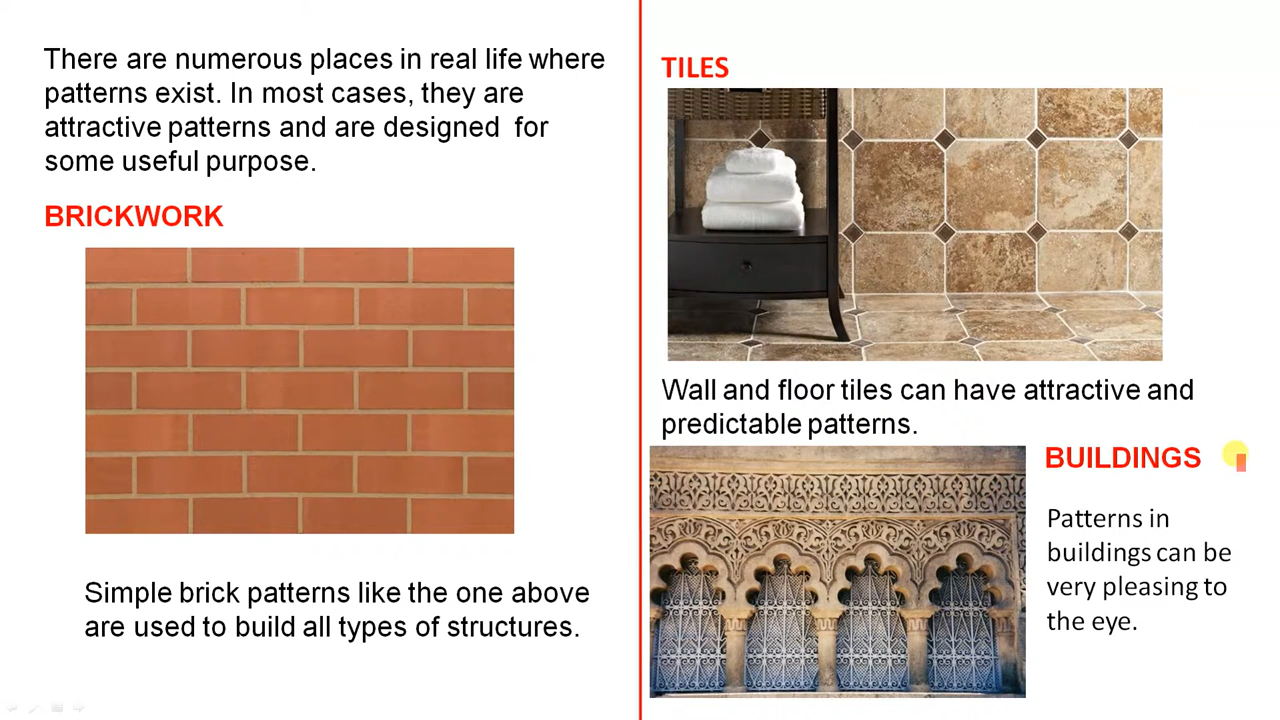 There are numerous places in real life where
patterns exist. In most cases, they are
attractive patterns and are designed for
some useful purpose.
BRICKWORK
Simple brick patterns like the one above
are used to build all types of structures.
TILES
Wall and floor tiles can have attractive and
predictable patterns.
BUILDINGS
Patterns in
buildings can be
very pleasing to
the eye.